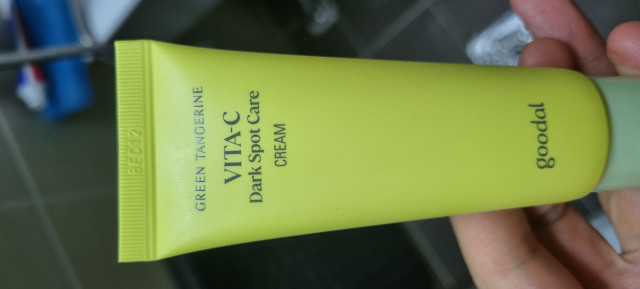 GREEN TANGERINE
VITA-C
Dark Spot Care
CREAM
goodal